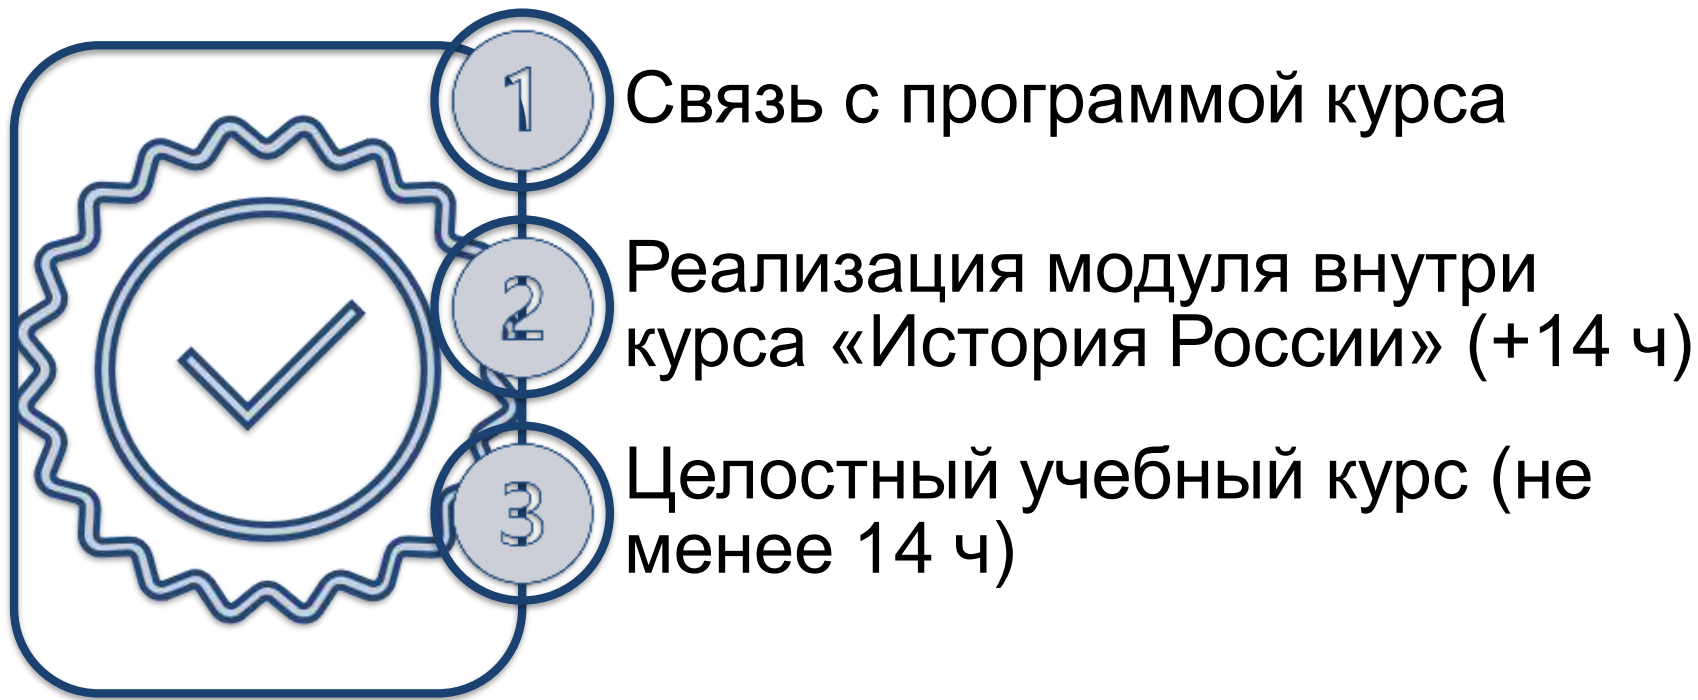 1
Связь с программой курса
2
Реализация модуля внутри
курса «История России» (+14 ч)
3
Целостный учебный курс (не
менее 14 ч)